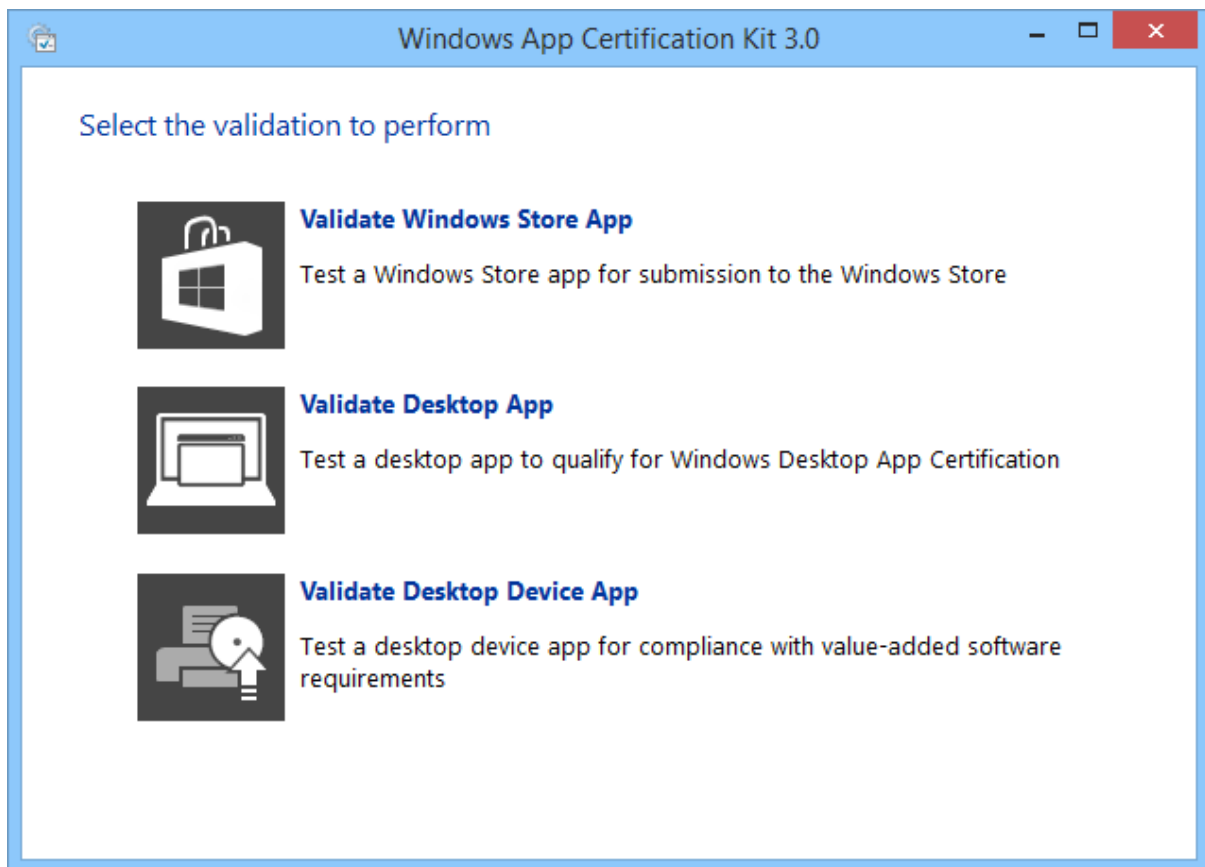 Windows App Certification Kit 3.0
Select the validation to perform
Validate Windows Store App
Test a Windows Store app for submission to the Windows Store
Validate Desktop App
Test a desktop app to qualify for Windows Desktop App Certification
Validate Desktop Device App
Test a desktop device app for compliance with value-added software
requirements